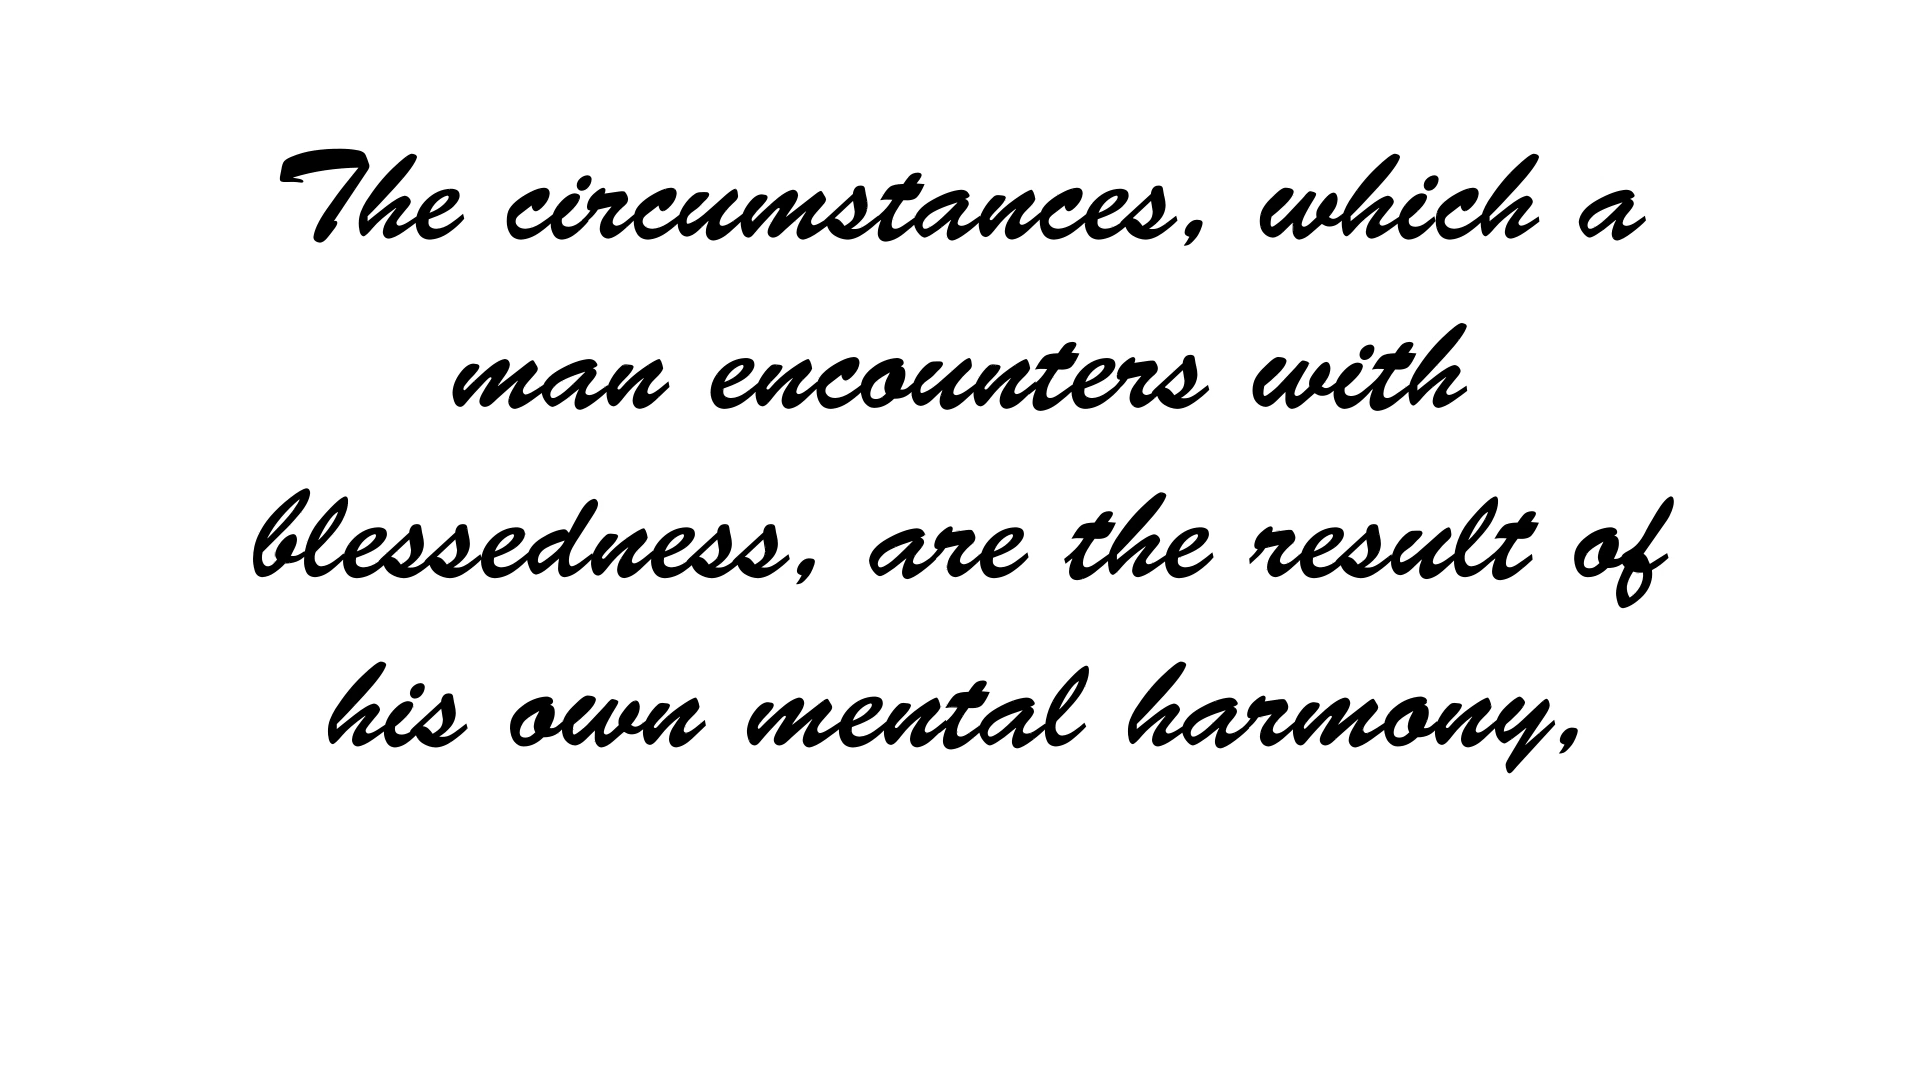 The circumstances, which a
man encounters with
blessedness, are the result of
his own mental harmony,